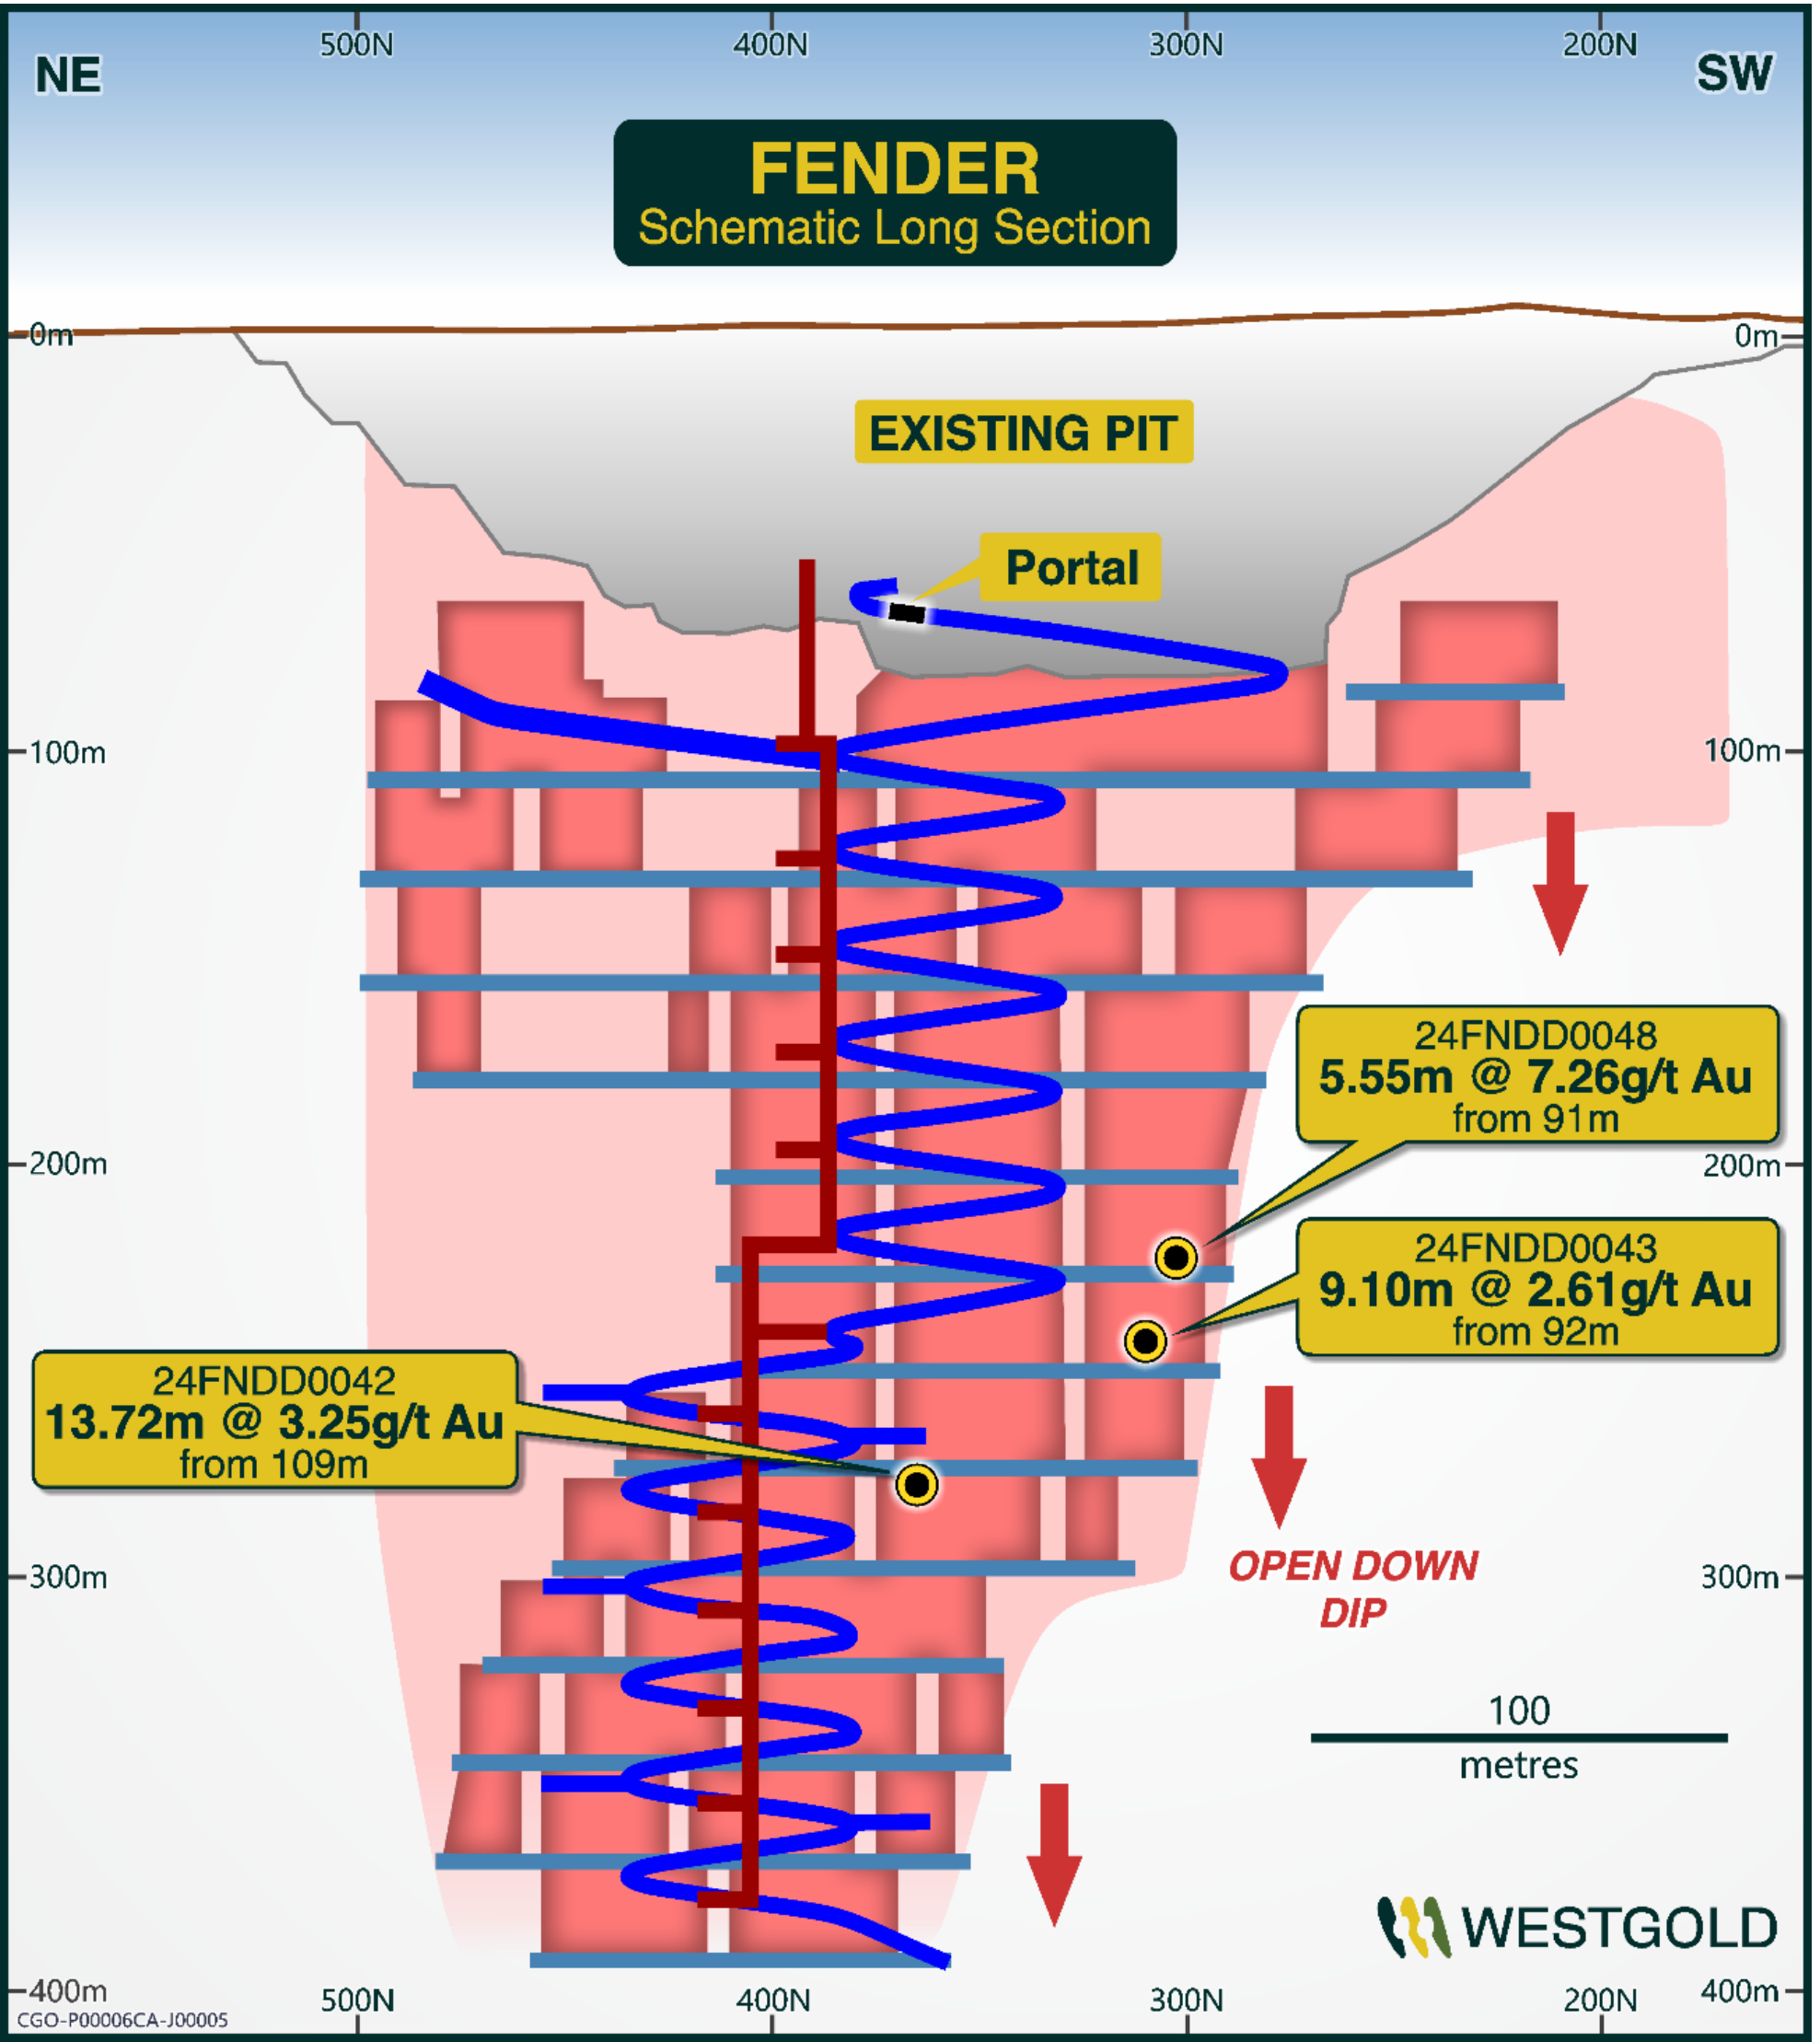 500N
400N
300N
200N
NE
SW
FENDER
Schematic Long Section
0m
0m
EXISTING PIT
Portal
100m
100m
24FNDD0048
5.55m @ 7.26g/t Au
from 91m
200m
200m
24FNDD0043
9.10m @ 2.61g/t Au
from 92m
24FNDD0042
13.72m @ 3.25g/t Au
from 109m
OPEN DOWN
DIP
300m
300m
100
metres
WESTGOLD
400m
400m
CGO-P00006CA-J00005
500N
400N
300N
200N